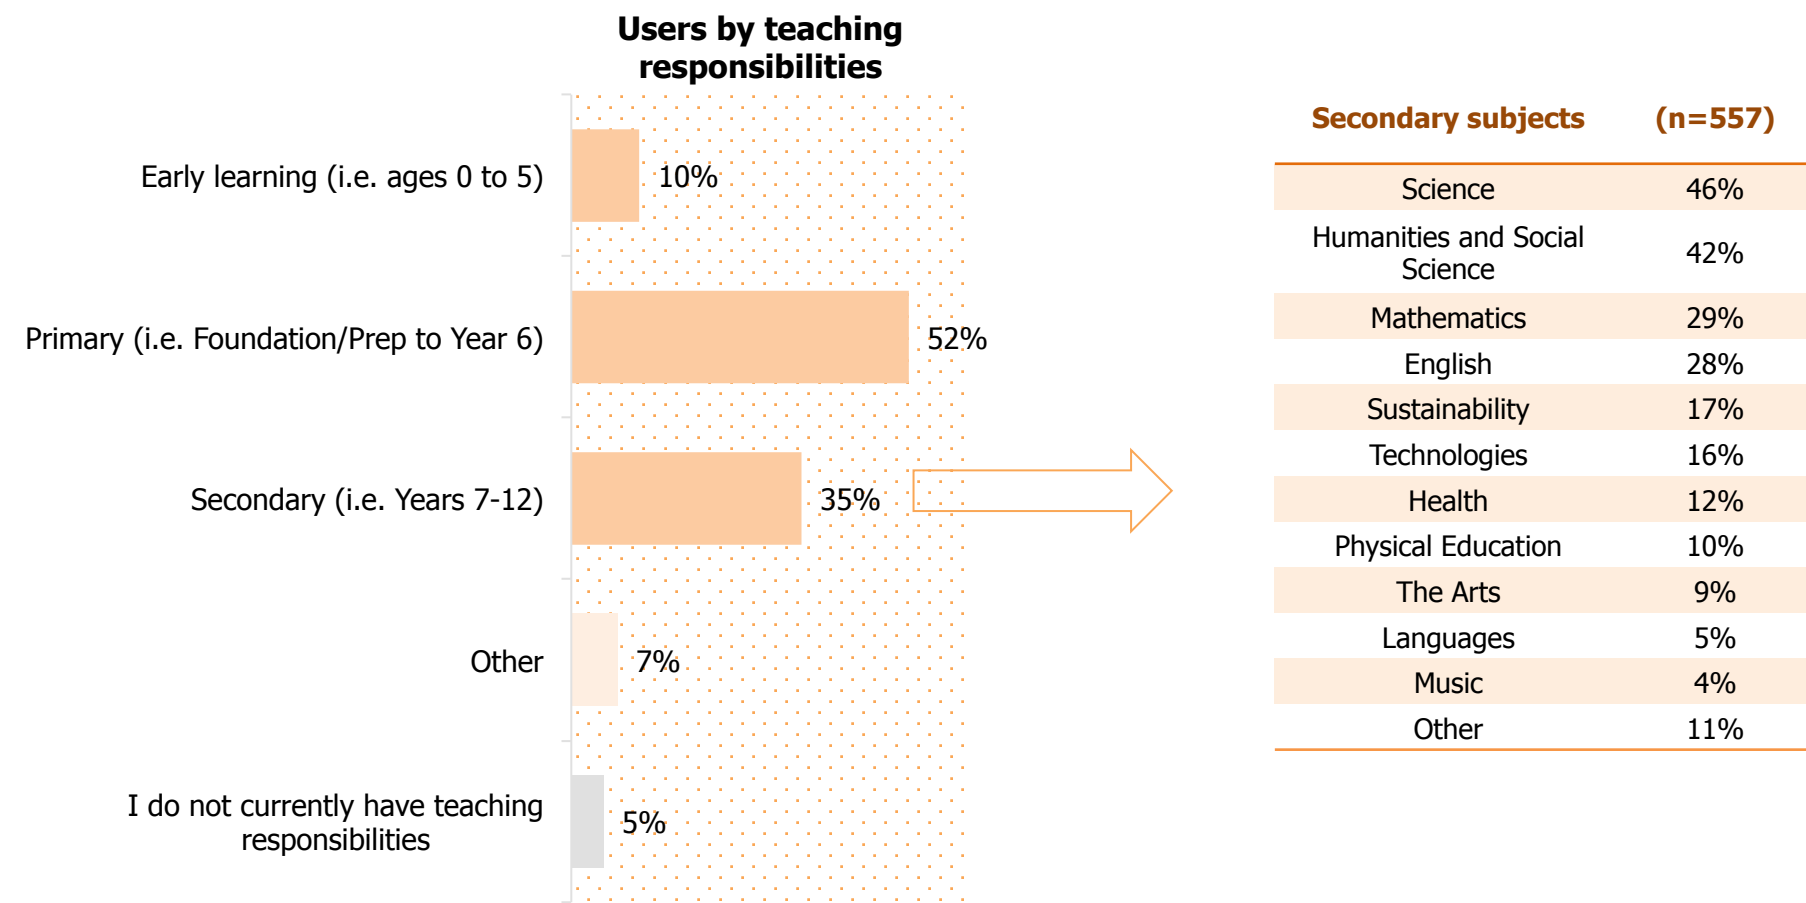 Users by teaching
responsibilities
Early learning (i.e. ages 0 to 5)
10%
Primary (i.e. Foundation/Prep to Year 6)
52%
Secondary (i.e. Years 7-12)
35%
Other
7%
I do not currently have teaching
responsibilities
5%
Secondary subjects (n=557)
Science 46%
Humanities and Social
Science
42%
Mathematics 29%
English 28%
Sustainability 17%
Technologies 16%
Health 12%
Physical Education 10%
The Arts 9%
Languages 5%
Music 4%
Other 11%